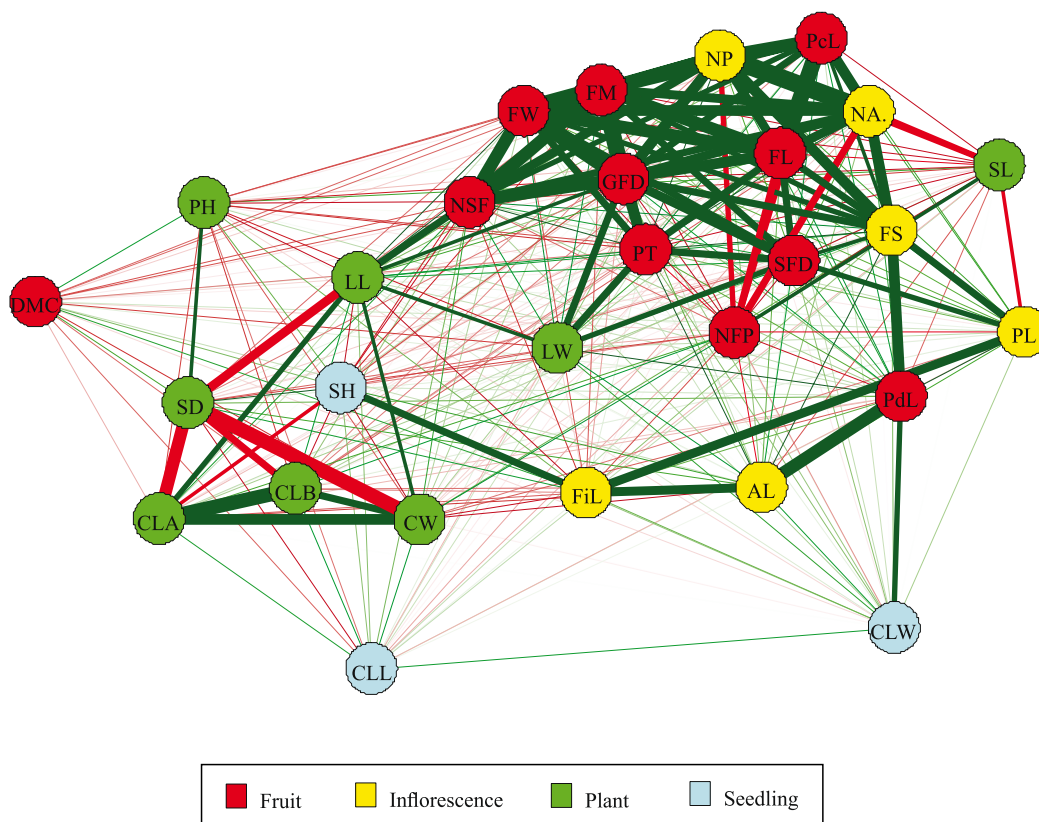 PcL
NP
FM
FW
NA.
FL
SL
GFD
NSF
PH
FS
PT
SFD
LL
DMC
NFP
PL
LW
SH
PdL
SD
CLB
AL
FiL
CLA
CW
CLW
CLL
Fruit Inflorescence Plant Seedling